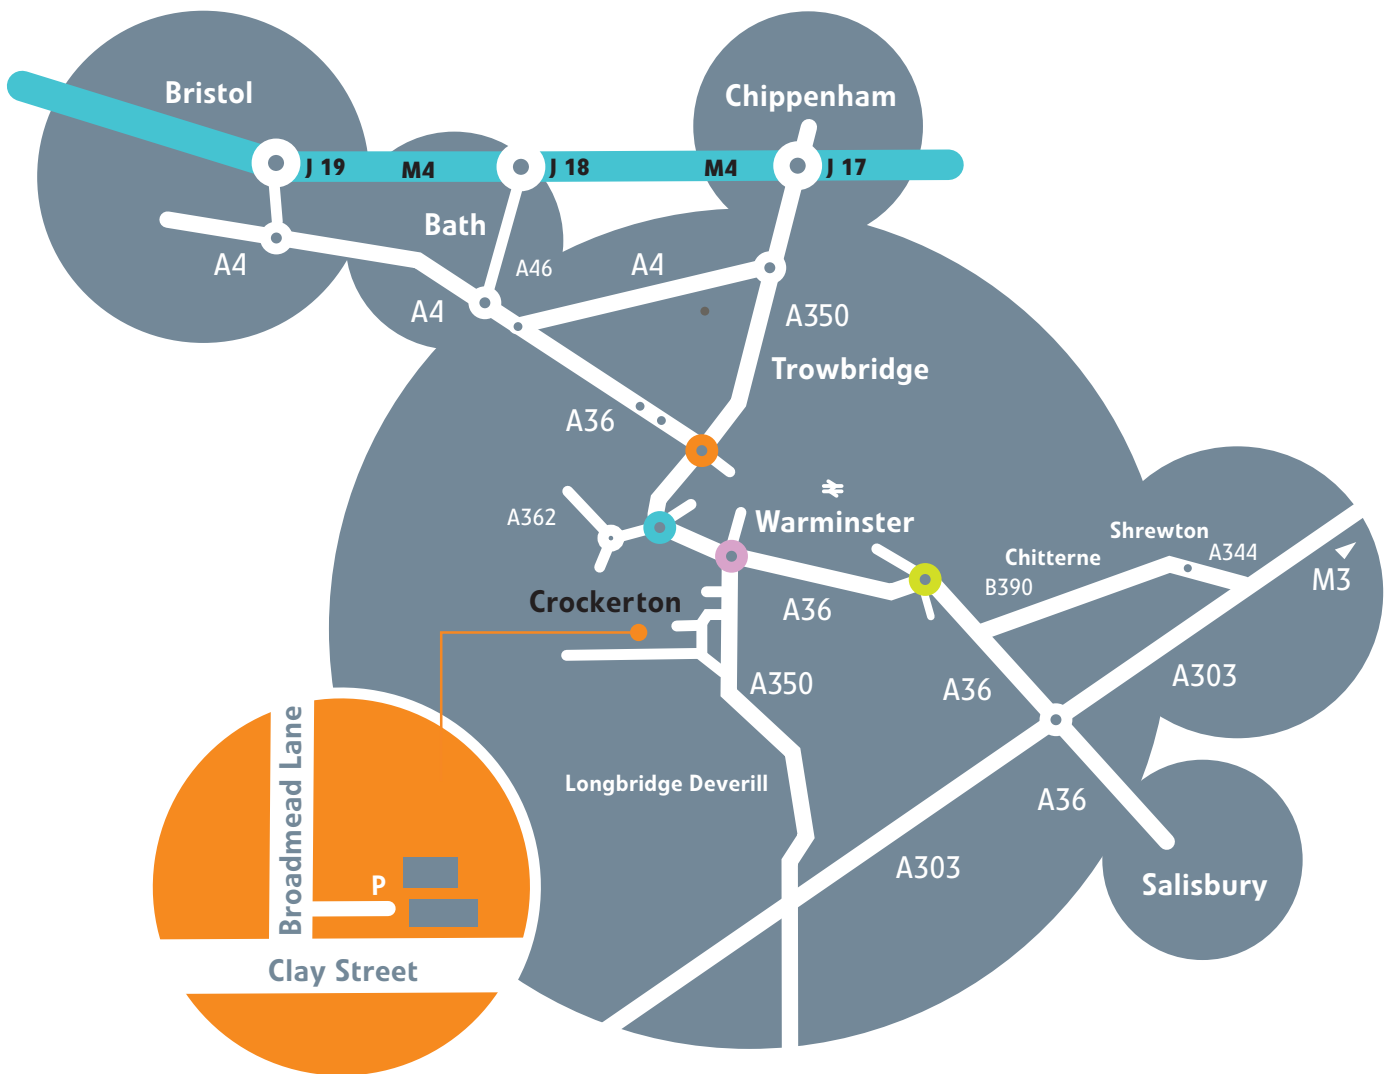 Bristol
Chippenham
J 19
M4
J 18
M4
J 17
Bath
A4
A46
A4
A4
A350
Trowbridge
A36
A362
Warminster
Shrewton
Chitterne
A344
B390
M3
Crockerton
A36
A350
A36
A303
Longbridge Deverill
A36
A303
Salisbury
Broadmead Lane
P
Clay Street